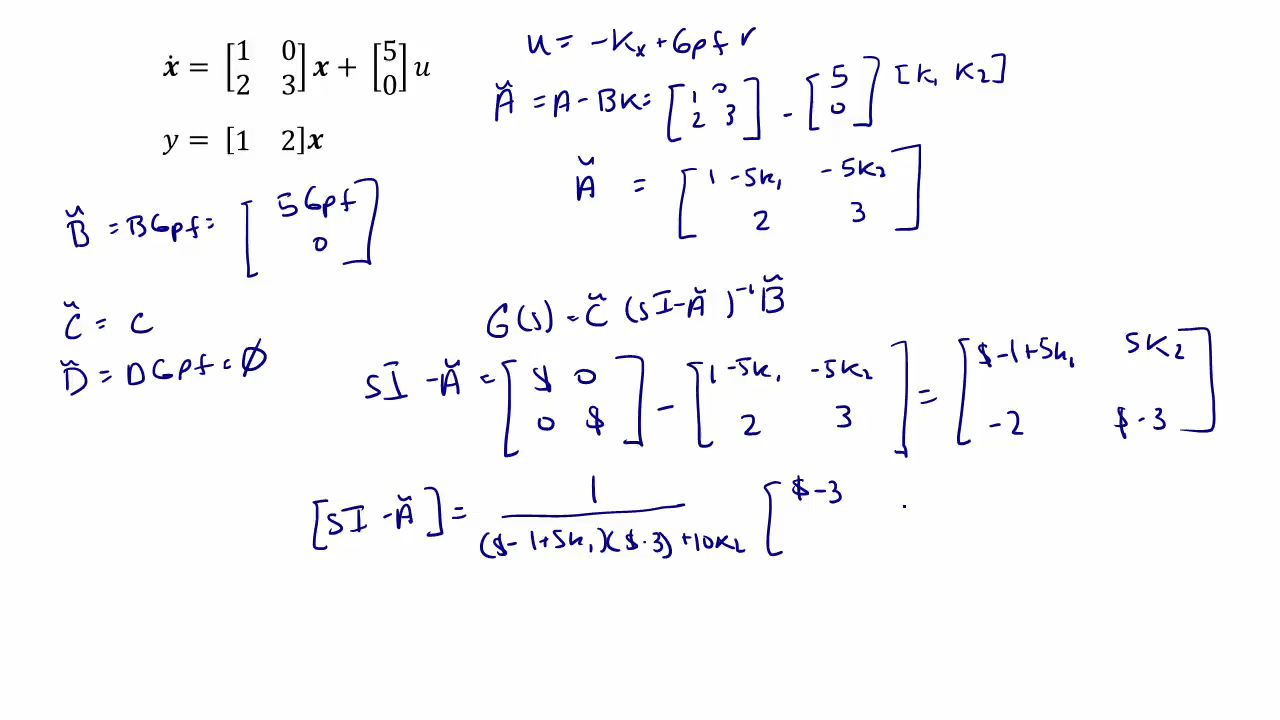 ẋ = [1 0; 2 3] x + [5; 0] u
y = [1 2]x
u = -Kx + Gpf r
Ǎ = A - BK = [1 0; 2 3] - [5; 0] [K₁ K₂]
Ǎ = [1-5K₁ -5K₂; 2 3]
B̌ = BGpf = [5Gpf; 0]
Č = C
Ď = DGpf = Ø
G(s) = Č (sI-Ǎ)⁻¹ B̌
SI - Ǎ = [s 0; 0 s] - [1-5K₁ -5K₂; 2 3] = [s-1+5K₁ 5K₂; -2 s-3]
[SI - Ǎ] = 1 / (s-1+5K₁)(s-3)+10K₂ [s-3